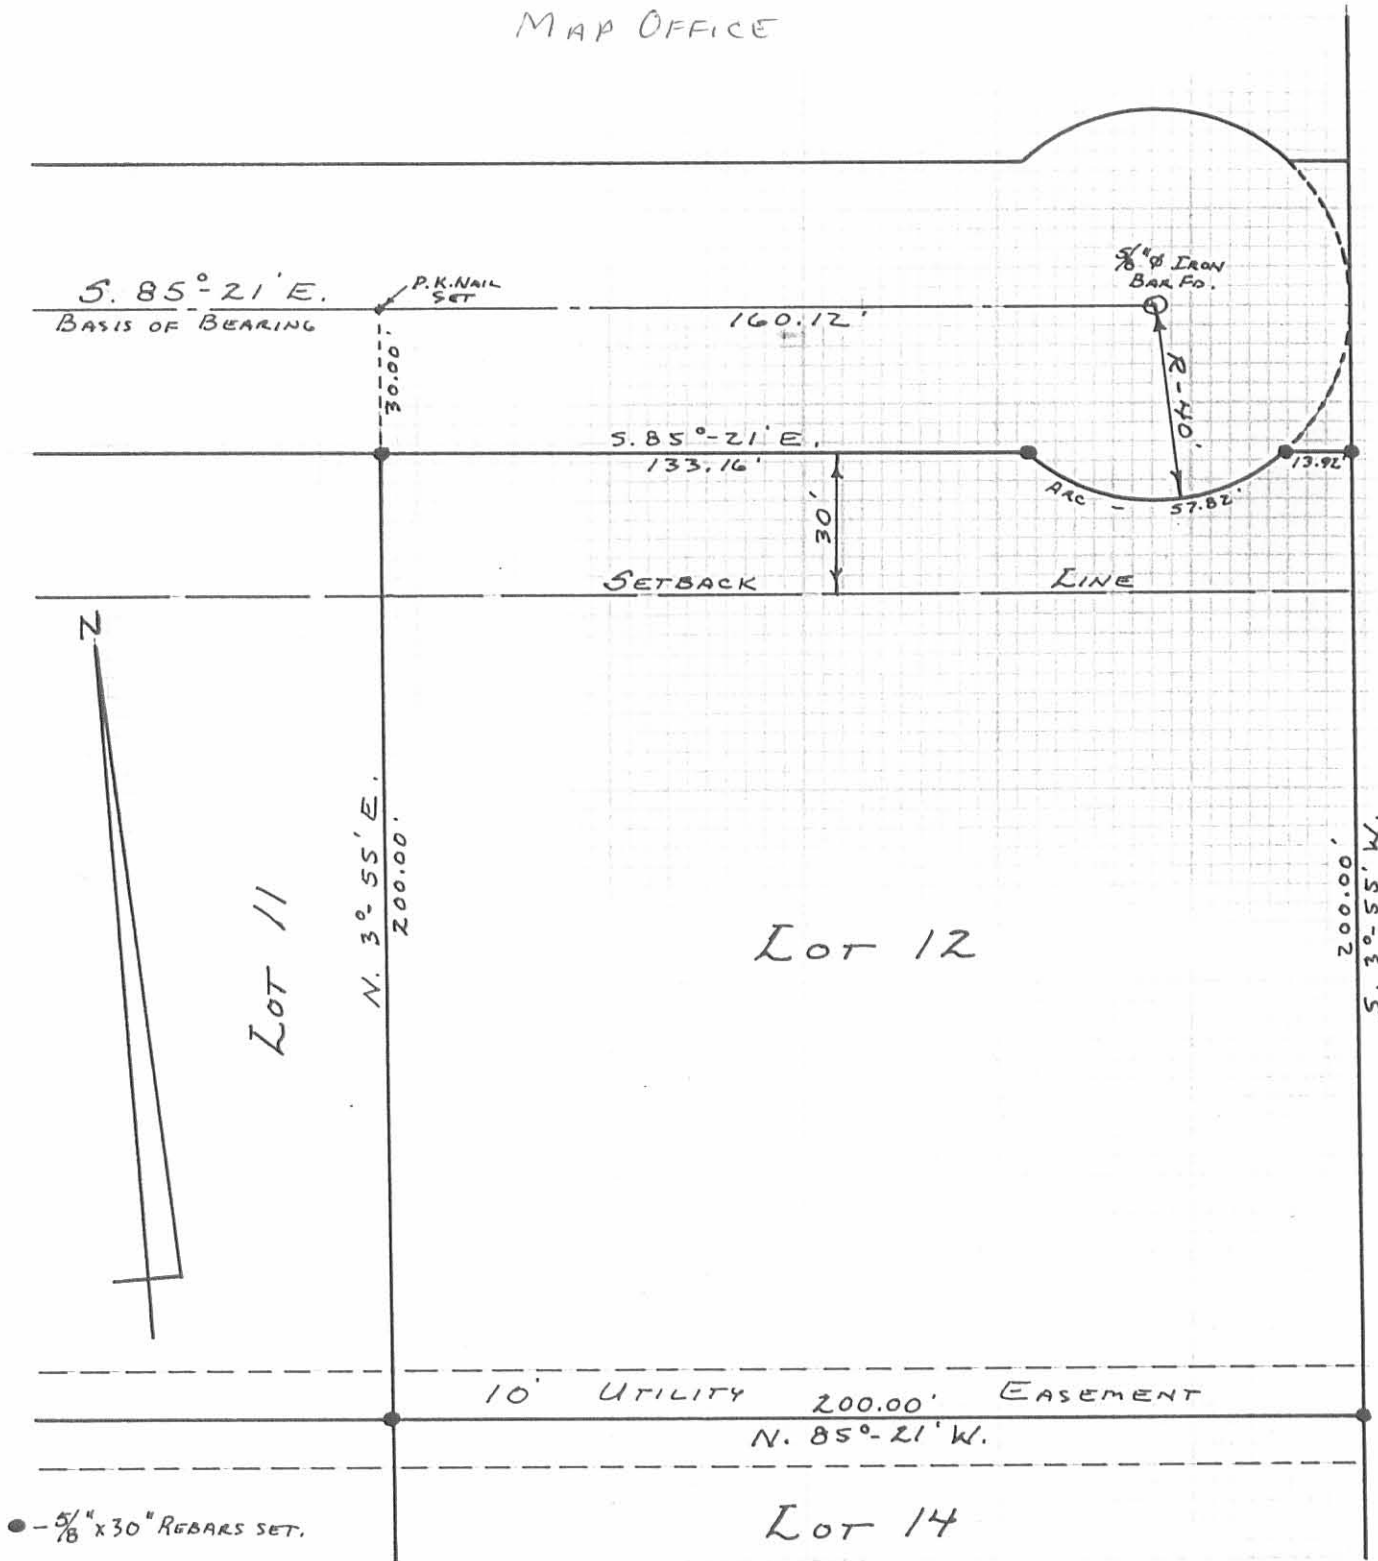 MAP OFFICE
5/8"ø IRON
BAR FD.
S. 85°-21' E.
P.K. NAIL
SET
BASIS OF BEARING
160.12'
30.00'
R-40'
S. 85°-21' E.
133.16'
13.92'
ARC - 57.82'
30'
SETBACK LINE
N
N. 3°-55' E.
200.00'
200.00'
S. 3°-55' W.
LOT 11
LOT 12
10' UTILITY 200.00' EASEMENT
N. 85°-21' W.
● - 5/8" x 30" REBARS SET.
LOT 14